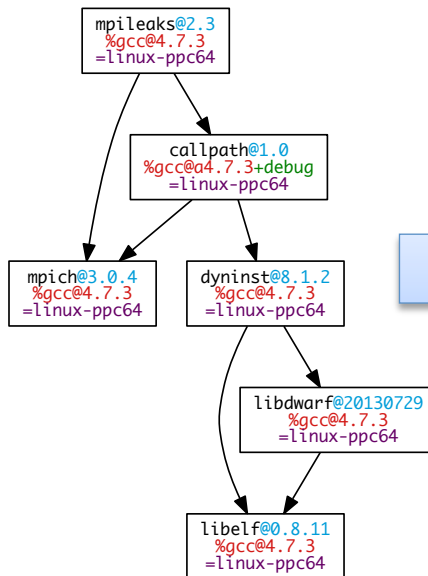 mpileaks@2.3
%gcc@4.7.3
=linux-ppc64
callpath@1.0
%gcc@a4.7.3+debug
=linux-ppc64
mpich@3.0.4
%gcc@4.7.3
=linux-ppc64
dyninst@8.1.2
%gcc@4.7.3
=linux-ppc64
libdwarf@20130729
%gcc@4.7.3
=linux-ppc64
libelf@0.8.11
%gcc@4.7.3
=linux-ppc64